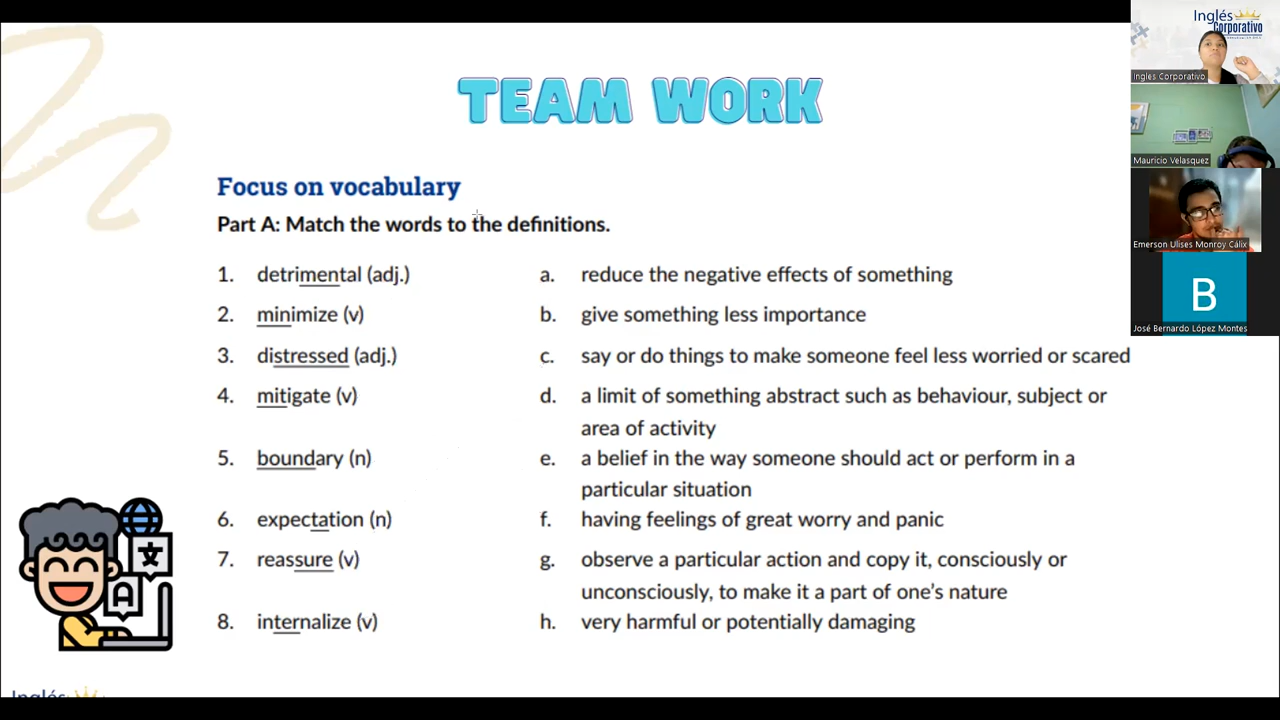 TEAM WORK
Focus on vocabulary
Part A: Match the words to the definitions.
1. detrimental (adj.)
a. reduce the negative effects of something
2. minimize (v)
b. give something less importance
3. distressed (adj.)
c. say or do things to make someone feel less worried or scared
4. mitigate (v)
d. a limit of something abstract such as behaviour, subject or
area of activity
5. boundary (n)
e. a belief in the way someone should act or perform in a
particular situation
6. expectation (n)
f. having feelings of great worry and panic
7. reassure (v)
g. observe a particular action and copy it, consciously or
unconsciously, to make it a part of one's nature
8. internalize (v)
h. very harmful or potentially damaging
文
A
Inglés
Inglés
Corporativo
Ingles Corporativo
Mauricio Velasquez
Emerson Ulises Monroy Cálix
B
José Bernardo López Montes